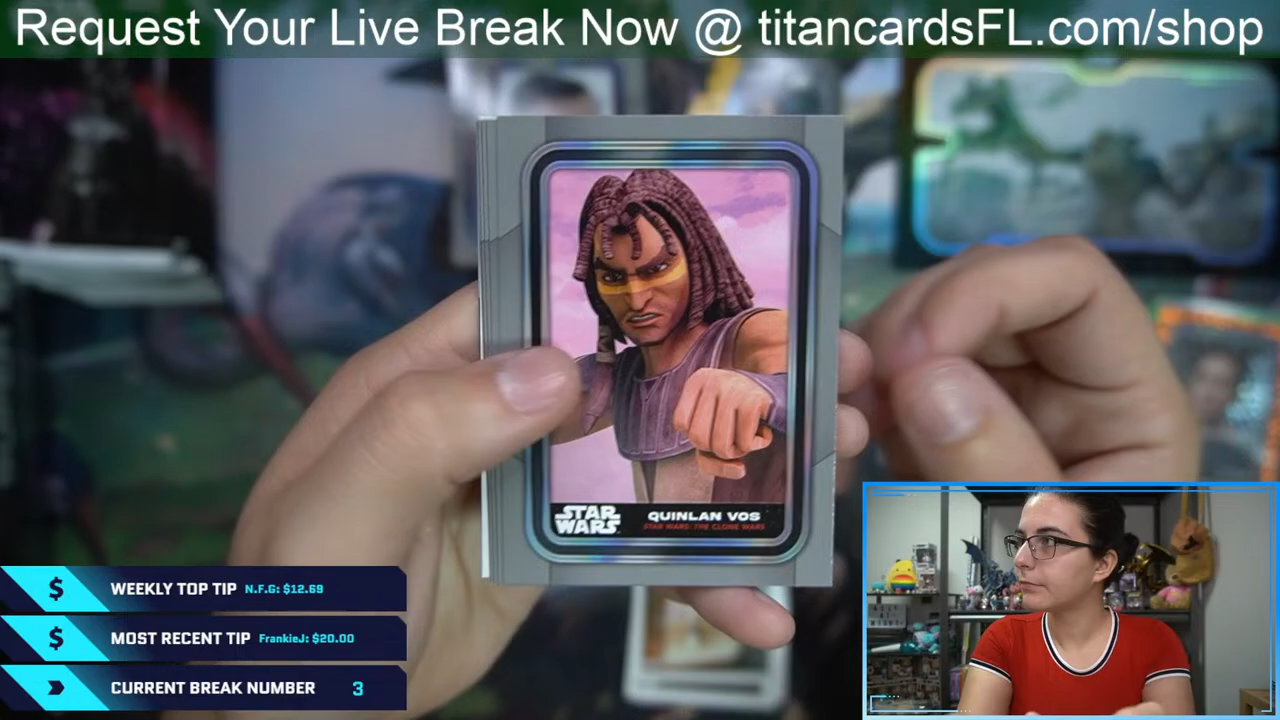 Request Your Live Break Now @ titancardsFL.com/shop
STAR WARS
QUINLAN VOS
STAR WARS: THE CLONE WARS
WEEKLY TOP TIP N.F.G: $12.69
MOST RECENT TIP FrankieJ: $20.00
CURRENT BREAK NUMBER 3